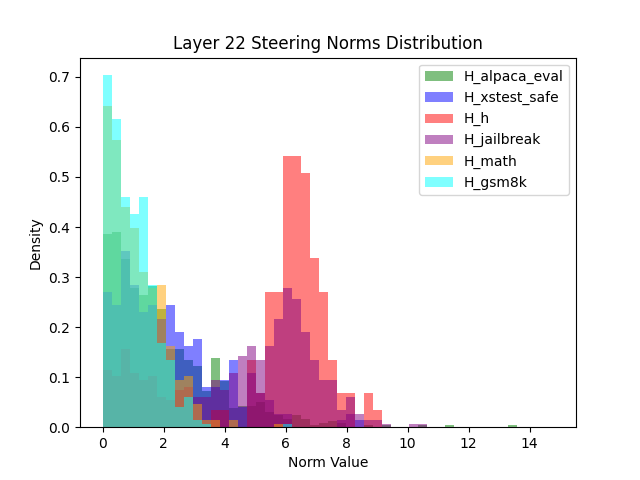 Layer 22 Steering Norms Distribution
H_alpaca_eval
H_xstest_safe
H_h
H_jailbreak
H_math
H_gsm8k
Density
0.7
0.6
0.5
0.4
0.3
0.2
0.1
0.0
0 2 4 6 8 10 12 14
Norm Value